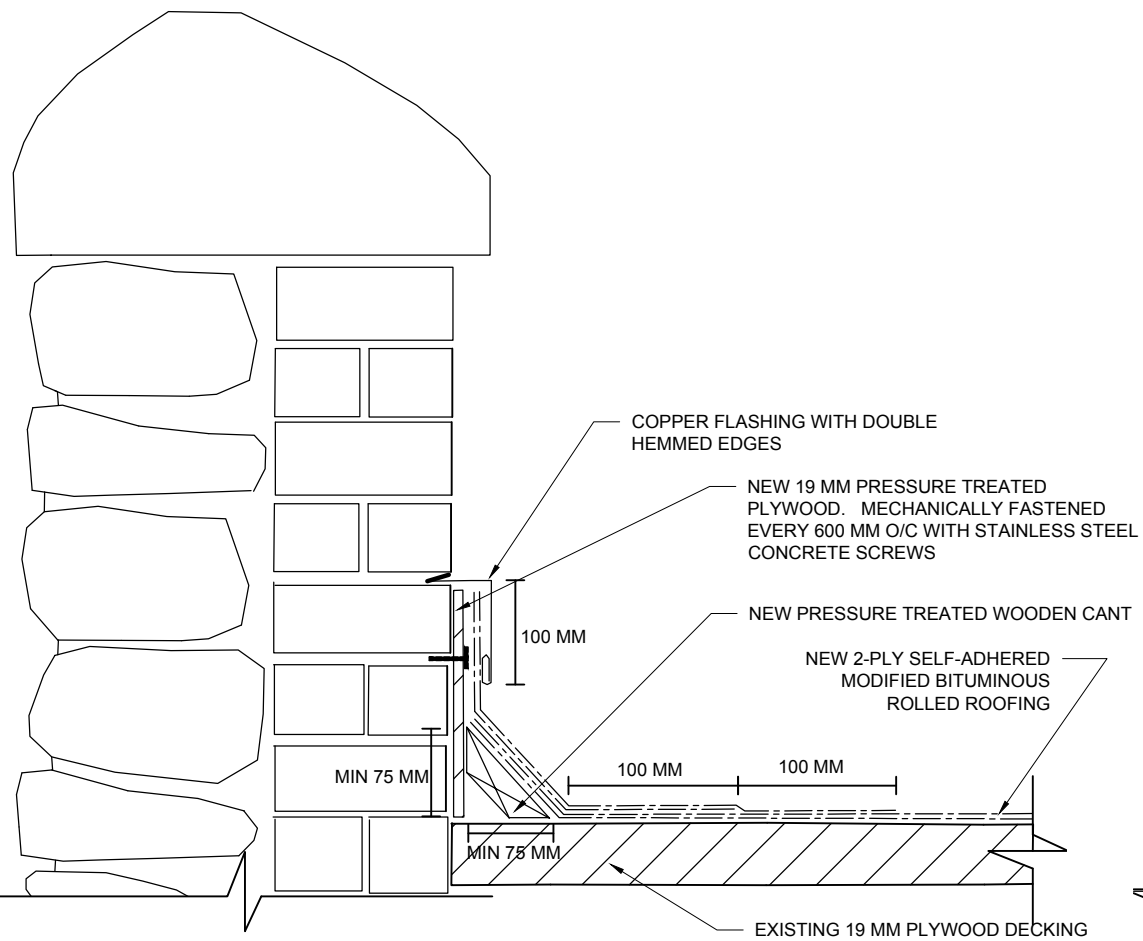 COPPER FLASHING WITH DOUBLE
HEMMED EDGES
NEW 19 MM PRESSURE TREATED
PLYWOOD. MECHANICALLY FASTENED
EVERY 600 MM O/C WITH STAINLESS STEEL
CONCRETE SCREWS
NEW PRESSURE TREATED WOODEN CANT
100 MM
NEW 2-PLY SELF-ADHERED
MODIFIED BITUMINOUS
ROLLED ROOFING
MIN 75 MM
100 MM
100 MM
MIN 75 MM
EXISTING 19 MM PLYWOOD DECKING